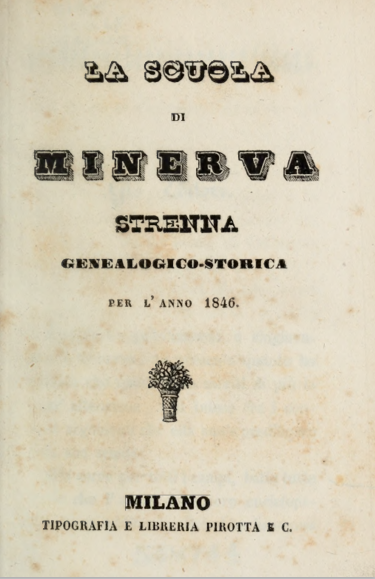 LA SCUOLA
DI
MINERVA
STRENNA
GENEALOGICO-STORICA
PER L'ANNO 1846.
MILANO
TIPOGRAFIA E LIBRERIA PIROTTA E C.